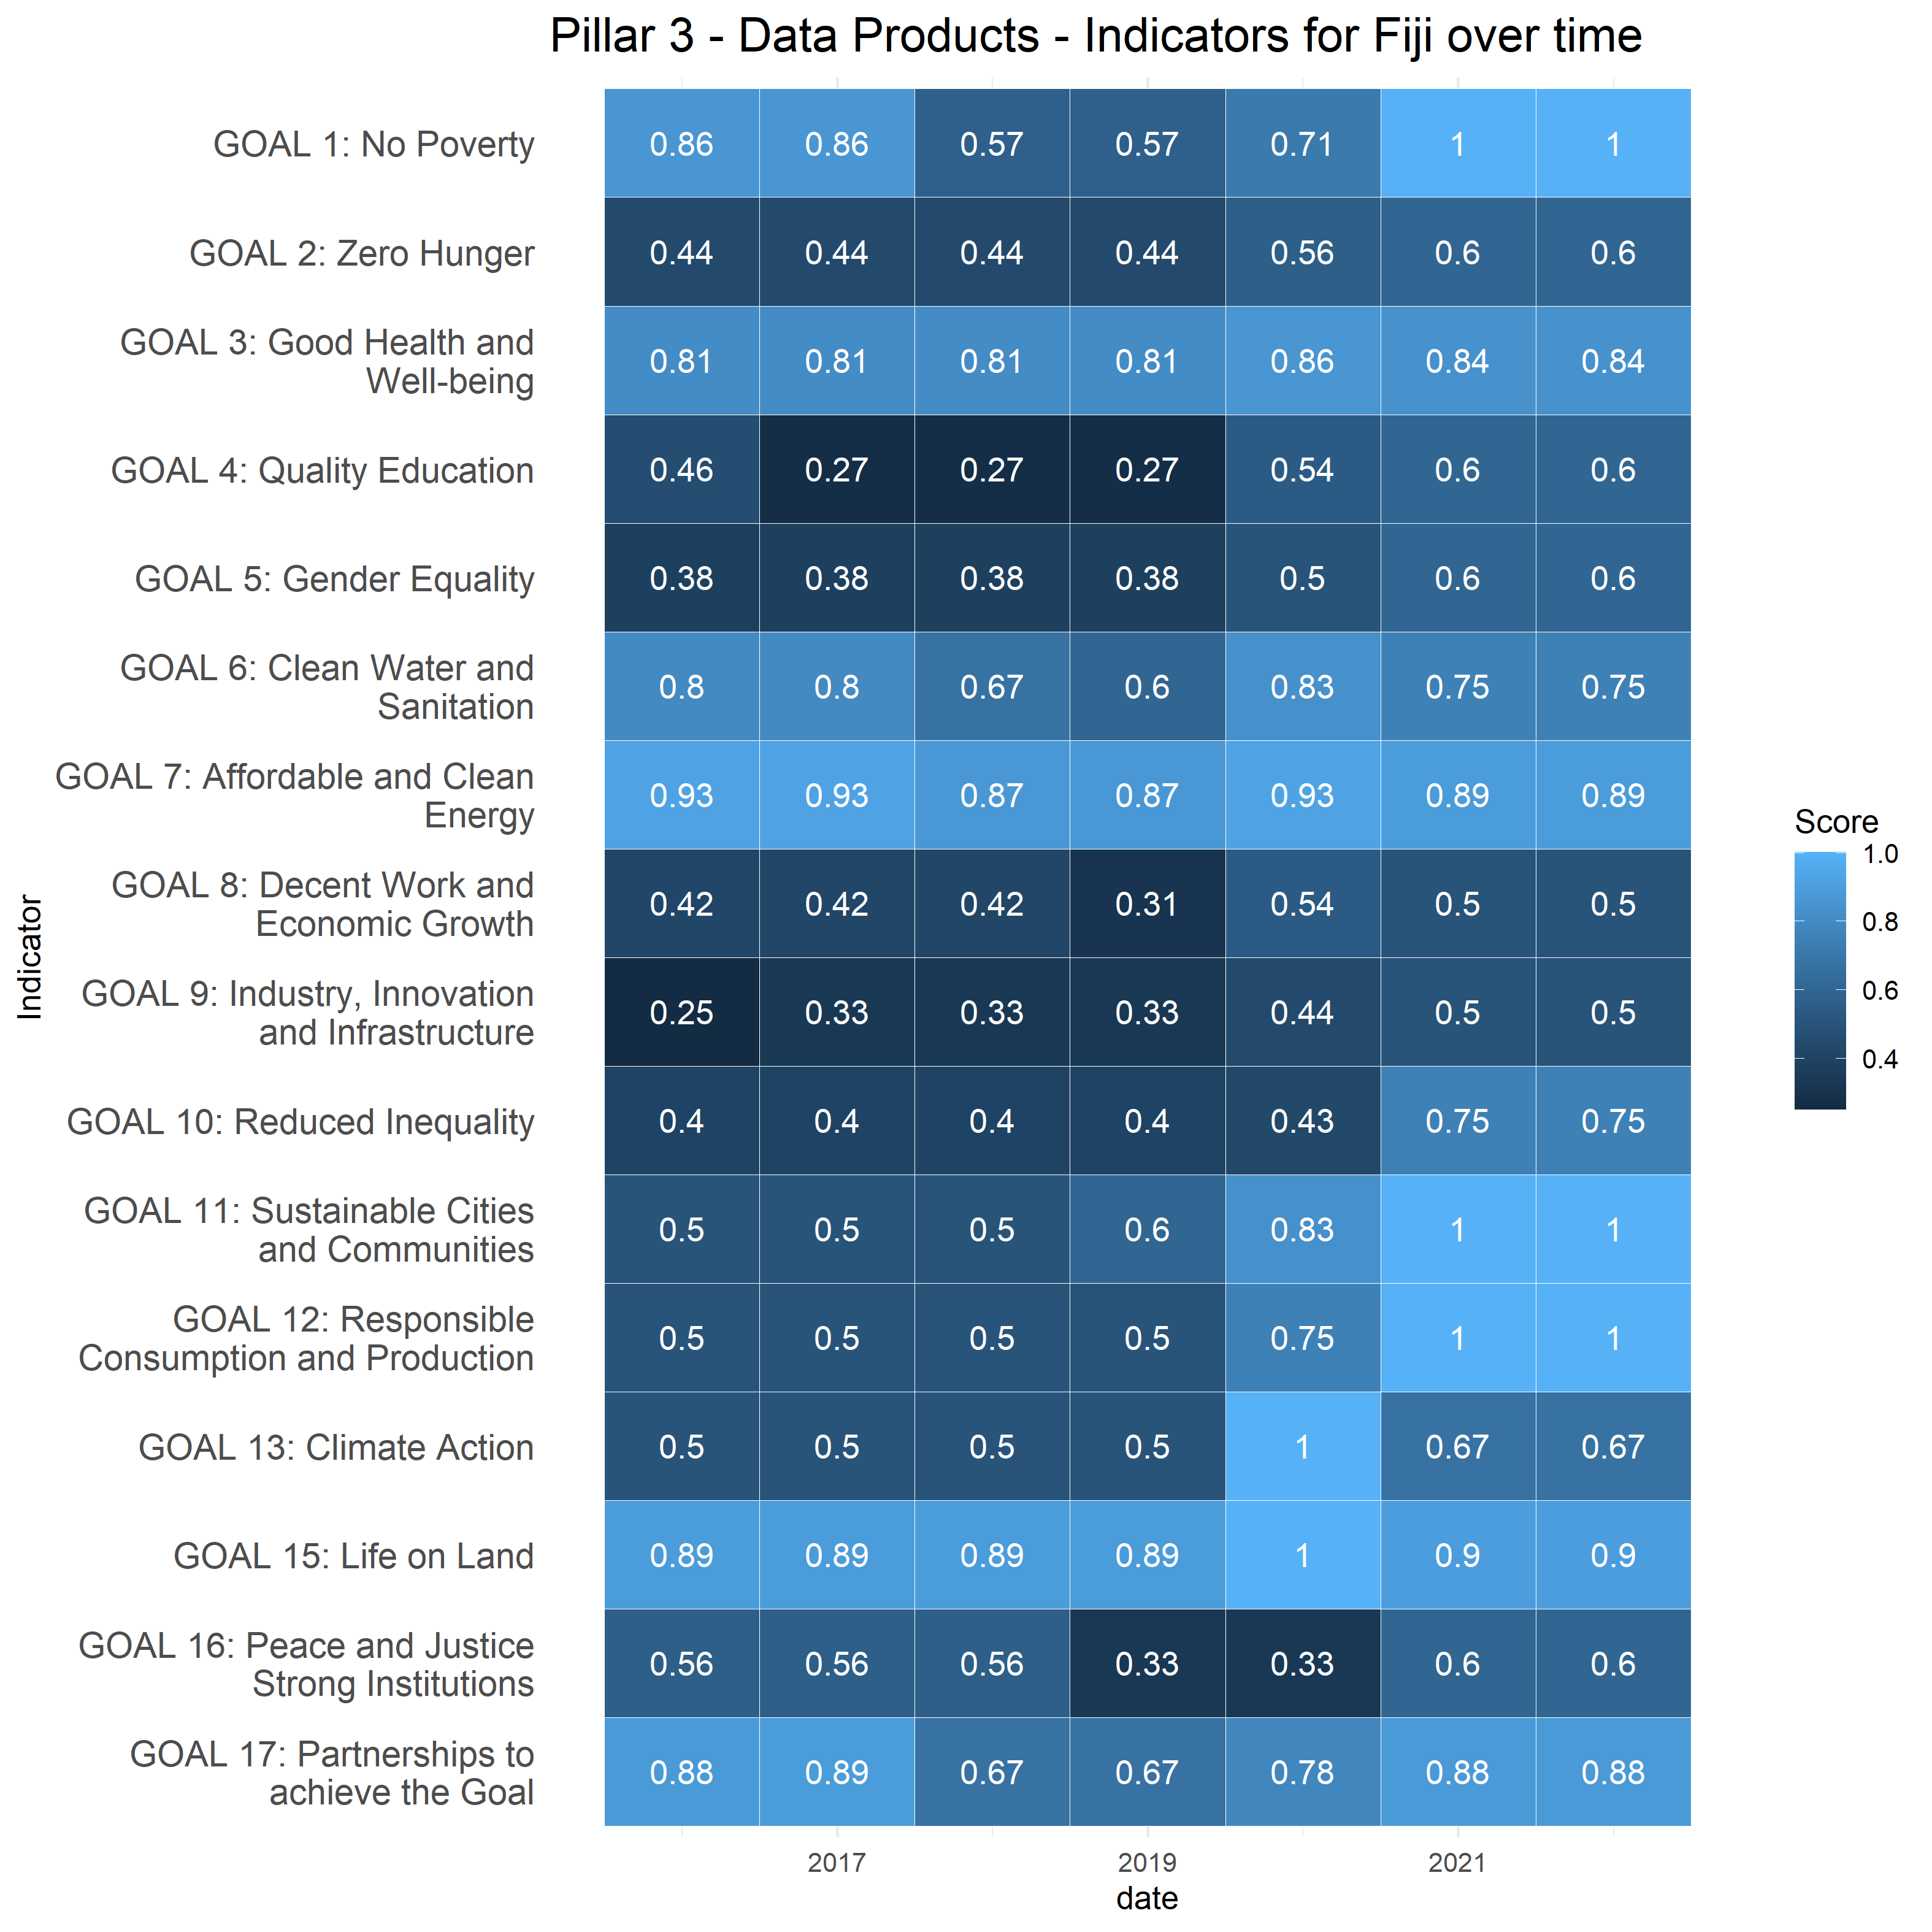 Pillar 3 - Data Products - Indicators for Fiji over time
GOAL 1: No Poverty
0.86 0.86 0.57 0.57 0.71 1 1
GOAL 2: Zero Hunger
0.44 0.44 0.44 0.44 0.56 0.6 0.6
GOAL 3: Good Health and
Well-being
0.81 0.81 0.81 0.81 0.86 0.84 0.84
GOAL 4: Quality Education
0.46 0.27 0.27 0.27 0.54 0.6 0.6
GOAL 5: Gender Equality
0.38 0.38 0.38 0.38 0.5 0.6 0.6
GOAL 6: Clean Water and
Sanitation
0.8 0.8 0.67 0.6 0.83 0.75 0.75
GOAL 7: Affordable and Clean
Energy
0.93 0.93 0.87 0.87 0.93 0.89 0.89
GOAL 8: Decent Work and
Economic Growth
0.42 0.42 0.42 0.31 0.54 0.5 0.5
GOAL 9: Industry, Innovation
and Infrastructure
0.25 0.33 0.33 0.33 0.44 0.5 0.5
GOAL 10: Reduced Inequality
0.4 0.4 0.4 0.4 0.43 0.75 0.75
GOAL 11: Sustainable Cities
and Communities
0.5 0.5 0.5 0.6 0.83 1 1
GOAL 12: Responsible
Consumption and Production
0.5 0.5 0.5 0.5 0.75 1 1
GOAL 13: Climate Action
0.5 0.5 0.5 0.5 1 0.67 0.67
GOAL 15: Life on Land
0.89 0.89 0.89 0.89 1 0.9 0.9
GOAL 16: Peace and Justice
Strong Institutions
0.56 0.56 0.56 0.33 0.33 0.6 0.6
GOAL 17: Partnerships to
achieve the Goal
0.88 0.89 0.67 0.67 0.78 0.88 0.88
2017 2019 2021
date
Indicator
Score
1.0
0.8
0.6
0.4